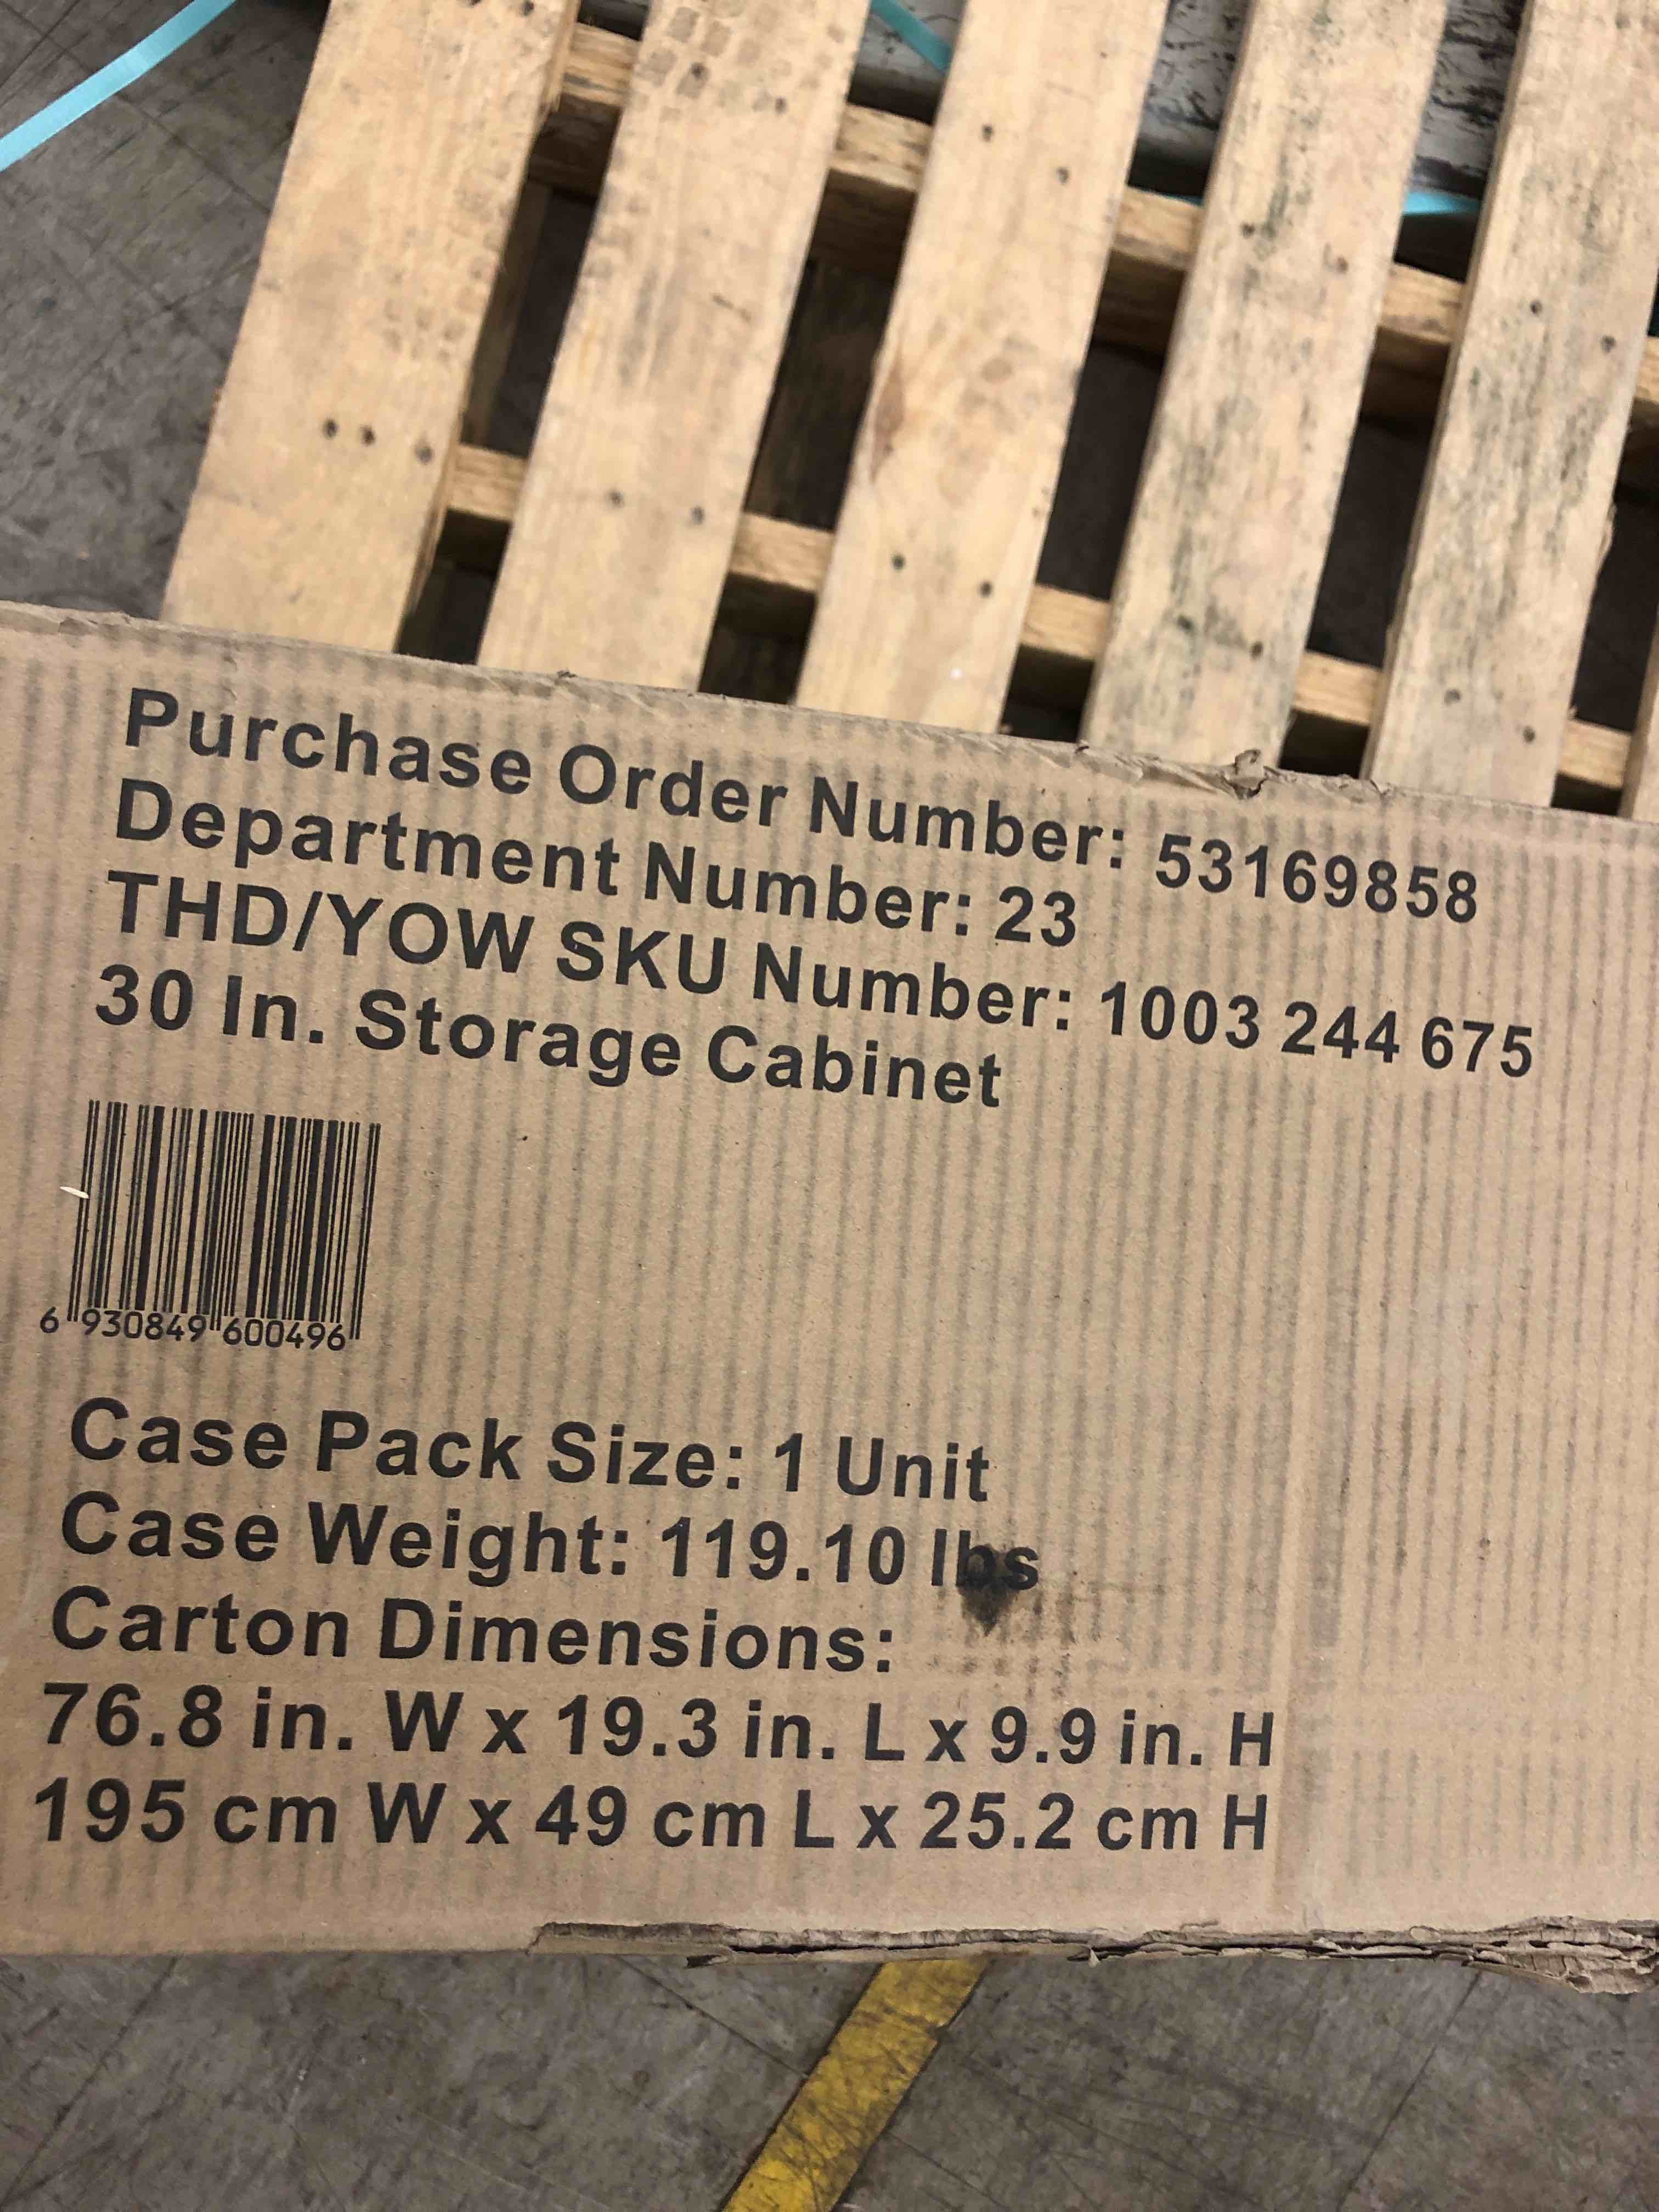 Purchase Order Number: 53169858
Department Number: 23
THD/YOW SKU Number: 1003 244 675
30 In. Storage Cabinet
6 930849 600496
Case Pack Size: 1 Unit
Case Weight: 119.10 lbs
Carton Dimensions:
76.8 in. W x 19.3 in. L x 9.9 in. H
195 cm W x 49 cm L x 25.2 cm H